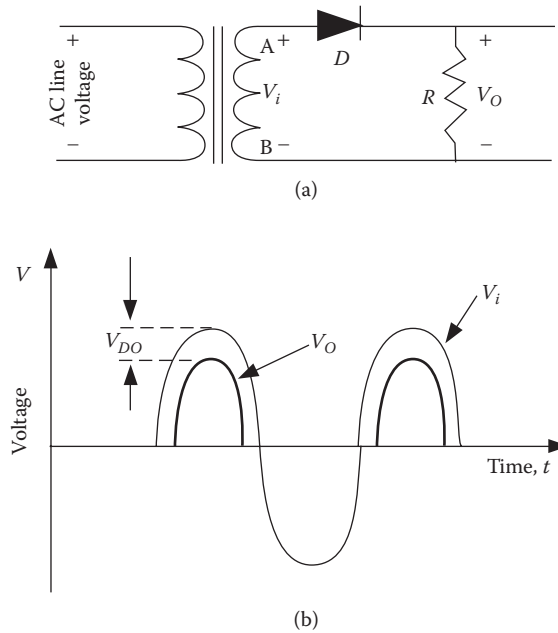 AC line
voltage
+
−
A
+
V_i
B −
D
R
+
V_O
−
(a)
V
V_DO
V_O
V_i
Voltage
Time, t
(b)